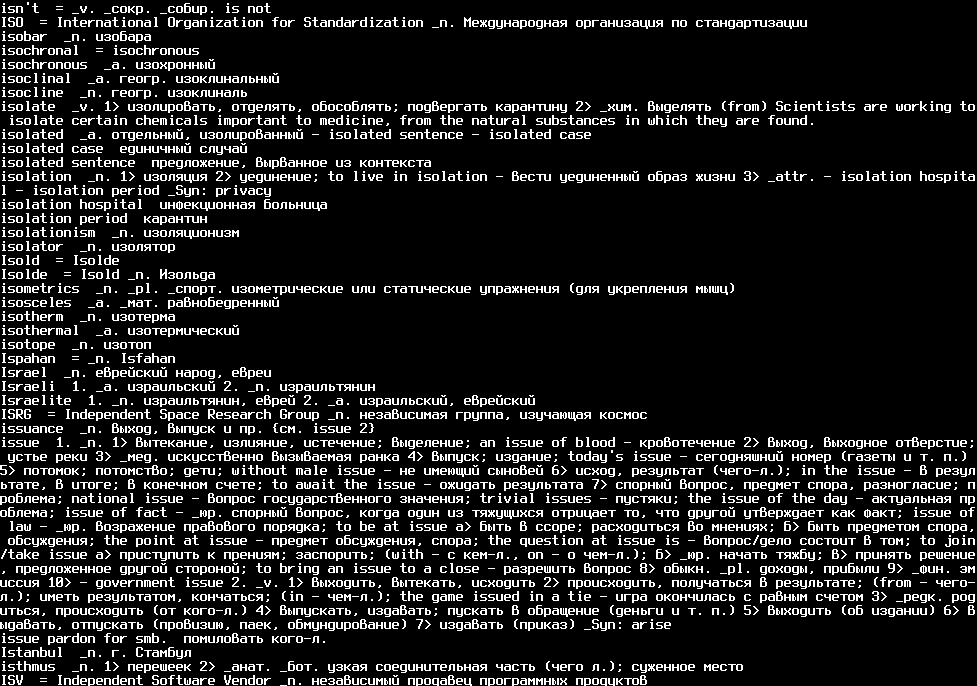 isn't  = _v. _сокр. _собир. is not
ISO  = International Organization for Standardization _n. Международная организация по стандартизации
isobar  _n. изобара
isochronal  = isochronous
isochronous  _a. изохронный
isoclinal  _a. геогр. изоклинальный
isocline  _n. геогр. изоклиналь
isolate  _v. 1> изолировать, отделять, обособлять; подвергать карантину 2> _хим. выделять (from) Scientists are working to
 isolate certain chemicals important to medicine, from the natural substances in which they are found.
isolated  _a. отдельный, изолированный - isolated sentence - isolated case
isolated case  единичный случай
isolated sentence  предложение, вырванное из контекста
isolation  _n. 1> изоляция 2> уединение; to live in isolation - вести уединенный образ жизни 3> _attr. - isolation hospita
l - isolation period _Syn: privacy
isolation hospital  инфекционная больница
isolation period  карантин
isolationism  _n. изоляционизм
isolator  _n. изолятор
Isold  = Isolde
Isolde  = Isold _n. Изольда
isometrics  _n. _pl. _спорт. изометрические или статические упражнения (для укрепления мышц)
isosceles  _a. _мат. равнобедренный
isotherm  _n. изотерма
isothermal  _a. изотермический
isotope  _n. изотоп
Ispahan  = _n. Isfahan
Israel  _n. еврейский народ, евреи
Israeli  1. _a. израильский 2. _n. израильтянин
Israelite  1. _n. израильтянин, еврей 2. _a. израильский, еврейский
ISRG  = Independent Space Research Group _n. независимая группа, изучающая космос
issuance  _n. выход, выпуск и пр. {см. issue 2}
issue  1. _n. 1> вытекание, излияние, истечение; выделение; an issue of blood - кровотечение 2> выход, выходное отверстие;
 устье реки 3> _мед. искусственно вызываемая ранка 4> выпуск; издание; today's issue - сегодняшний номер (газеты и т. п.)
5> потомок; потомство; дети; without male issue - не имеющий сыновей 6> исход, результат (чего-л.); in the issue - в резул
ьтате, в итоге; в конечном счете; to await the issue - ожидать результата 7> спорный вопрос, предмет спора, разногласие; п
роблема; national issue - вопрос государственного значения; trivial issues - пустяки; the issue of the day - актуальная пр
облема; issue of fact - _юр. спорный вопрос, когда один из тяжущихся отрицает то, что другой утверждает как факт; issue of
 law - _юр. возражение правового порядка; to be at issue а> быть в ссоре; расходиться во мнениях; б> быть предметом спора,
 обсуждения; the point at issue - предмет обсуждения, спора; the question at issue is - вопрос/дело состоит в том; to join
/take issue а> приступить к прениям; заспорить; (with - с кем-л., on - о чем-л.); б> _юр. начать тяжбу; в> принять решение
, предложенное другой стороной; to bring an issue to a close - разрешить вопрос 8> обыкн. _pl. доходы, прибыли 9> _фин. эм
иссия 10> - government issue 2. _v. 1> выходить, вытекать, исходить 2> происходить, получаться в результате; (from - чего-
л.); иметь результатом, кончаться; (in - чем-л.); the game issued in a tie - игра окончилась с равным счетом 3> _редк. род
иться, происходить (от кого-л.) 4> выпускать, издавать; пускать в обращение (деньги и т. п.) 5> выходить (об издании) 6> в
ыдавать, отпускать (провизию, паек, обмундирование) 7> издавать (приказ) _Syn: arise
issue pardon for smb.  помиловать кого-л.
Istanbul  _n. г. Стамбул
isthmus  _n. 1> перешеек 2> _анат. _бот. узкая соединительная часть (чего л.); суженное место
ISV  = Independent Software Vendor _n. независимый продавец программных продуктов